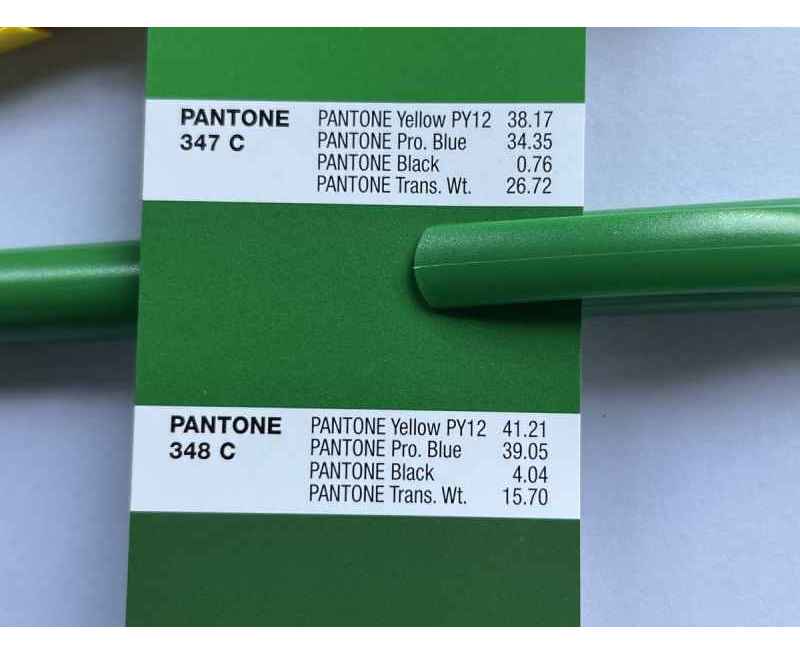 PANTONE
347 C
PANTONE Yellow PY12 38.17
PANTONE Pro. Blue 34.35
PANTONE Black 0.76
PANTONE Trans. Wt. 26.72
PANTONE
348 C
PANTONE Yellow PY12 41.21
PANTONE Pro. Blue 39.05
PANTONE Black 4.04
PANTONE Trans. Wt. 15.70